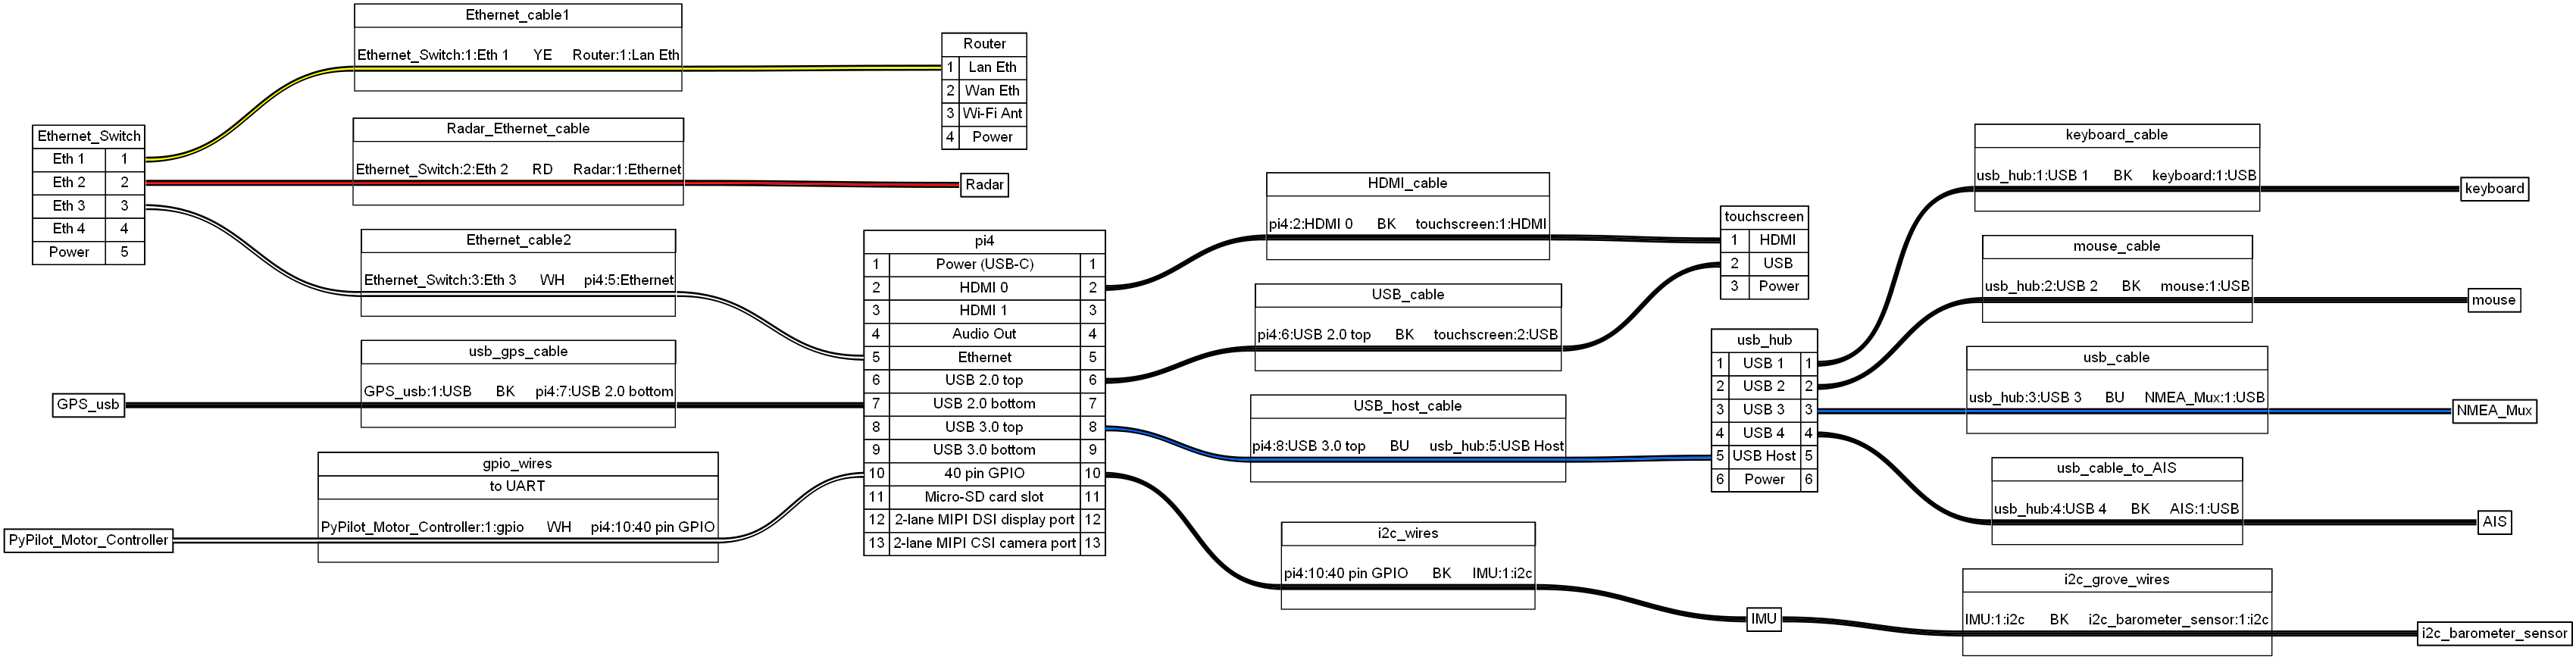 Ethernet_cable1
Ethernet_Switch:1:Eth 1 YE Router:1:Lan Eth
Router
1 Lan Eth
2 Wan Eth
3 Wi-Fi Ant
4 Power
Ethernet_Switch
Eth 1 1
Eth 2 2
Eth 3 3
Eth 4 4
Power 5
Radar_Ethernet_cable
Ethernet_Switch:2:Eth 2 RD Radar:1:Ethernet
Radar
Ethernet_cable2
Ethernet_Switch:3:Eth 3 WH pi4:5:Ethernet
usb_gps_cable
GPS_usb:1:USB BK pi4:7:USB 2.0 bottom
GPS_usb
gpio_wires
to UART
PyPilot_Motor_Controller:1:gpio WH pi4:10:40 pin GPIO
PyPilot_Motor_Controller
pi4
1 Power (USB-C) 1
2 HDMI 0 2
3 HDMI 1 3
4 Audio Out 4
5 Ethernet 5
6 USB 2.0 top 6
7 USB 2.0 bottom 7
8 USB 3.0 top 8
9 USB 3.0 bottom 9
10 40 pin GPIO 10
11 Micro-SD card slot 11
12 2-lane MIPI DSI display port 12
13 2-lane MIPI CSI camera port 13
HDMI_cable
pi4:2:HDMI 0 BK touchscreen:1:HDMI
USB_cable
pi4:6:USB 2.0 top BK touchscreen:2:USB
USB_host_cable
pi4:8:USB 3.0 top BU usb_hub:5:USB Host
i2c_wires
pi4:10:40 pin GPIO BK IMU:1:i2c
touchscreen
1 HDMI
2 USB
3 Power
usb_hub
1 USB 1 1
2 USB 2 2
3 USB 3 3
4 USB 4 4
5 USB Host 5
6 Power 6
IMU
keyboard_cable
usb_hub:1:USB 1 BK keyboard:1:USB
keyboard
mouse_cable
usb_hub:2:USB 2 BK mouse:1:USB
mouse
usb_cable
usb_hub:3:USB 3 BU NMEA_Mux:1:USB
NMEA_Mux
usb_cable_to_AIS
usb_hub:4:USB 4 BK AIS:1:USB
AIS
i2c_grove_wires
IMU:1:i2c BK i2c_barometer_sensor:1:i2c
i2c_barometer_sensor